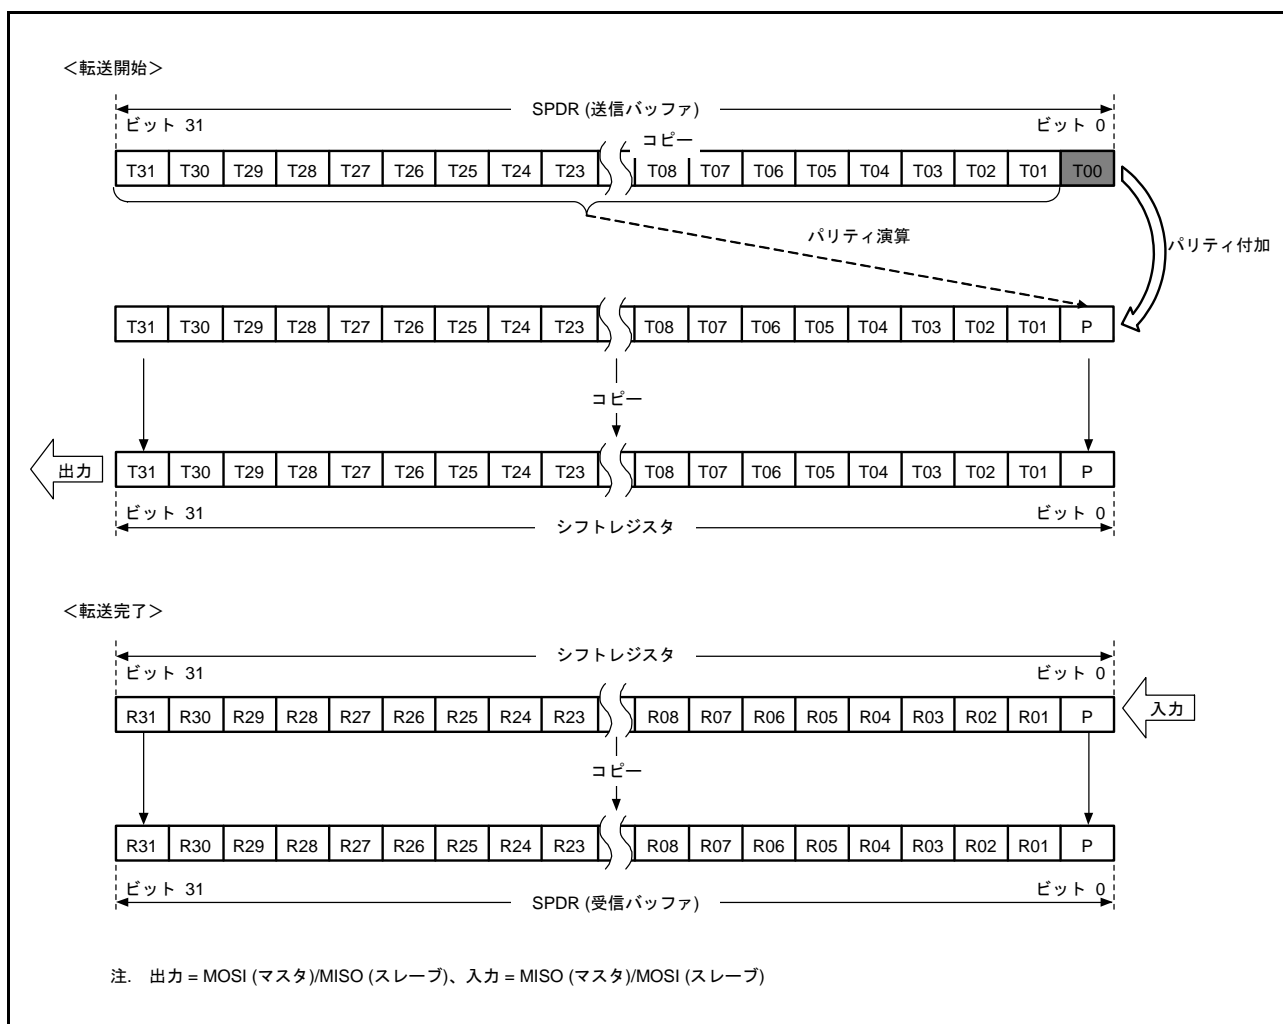 ＜転送開始＞
SPDR (送信バッファ)
ビット 31 ビット 0
コピー
T31 T30 T29 T28 T27 T26 T25 T24 T23 T08 T07 T06 T05 T04 T03 T02 T01 T00
パリティ演算
パリティ付加
T31 T30 T29 T28 T27 T26 T25 T24 T23 T08 T07 T06 T05 T04 T03 T02 T01 P
コピー
出力 T31 T30 T29 T28 T27 T26 T25 T24 T23 T08 T07 T06 T05 T04 T03 T02 T01 P
ビット 31 ビット 0
シフトレジスタ
＜転送完了＞
シフトレジスタ
ビット 31 ビット 0
R31 R30 R29 R28 R27 R26 R25 R24 R23 R08 R07 R06 R05 R04 R03 R02 R01 P 入力
コピー
R31 R30 R29 R28 R27 R26 R25 R24 R23 R08 R07 R06 R05 R04 R03 R02 R01 P
ビット 31 ビット 0
SPDR (受信バッファ)
注. 出力 = MOSI (マスタ)/MISO (スレーブ)、入力 = MISO (マスタ)/MOSI (スレーブ)